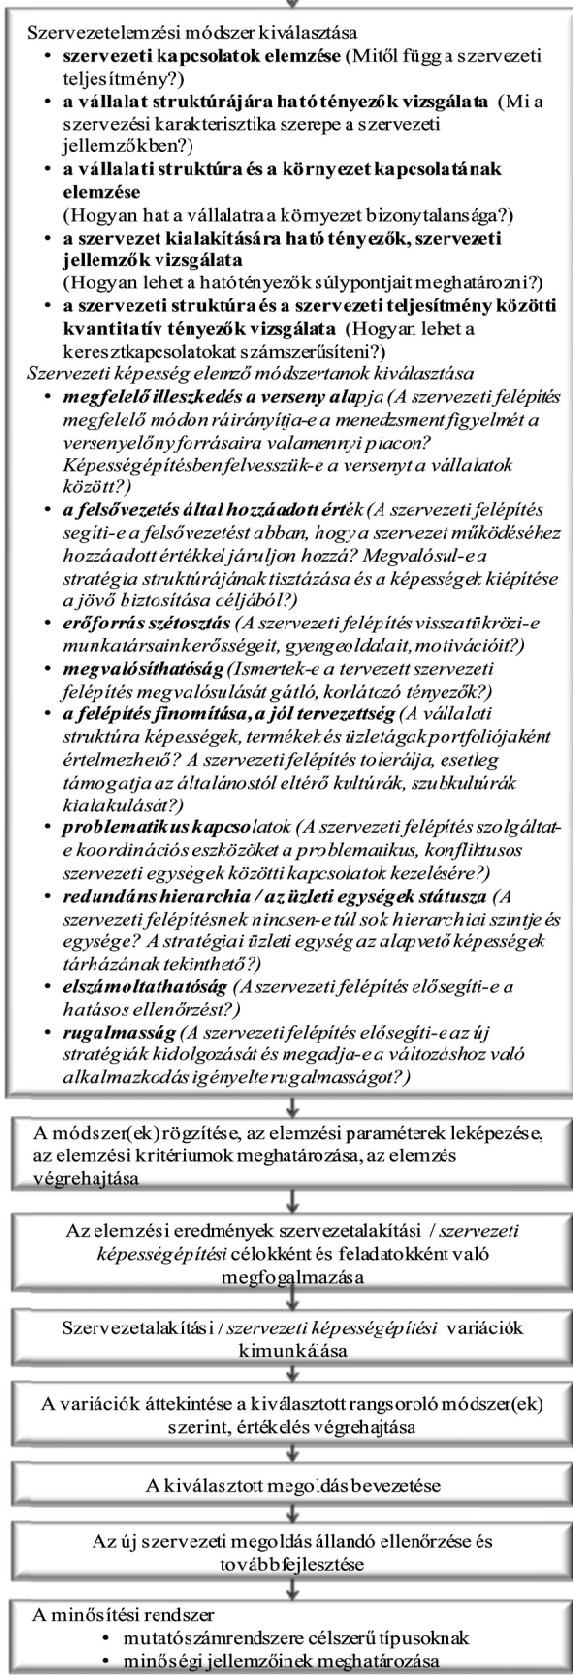 Szervezetelemzési módszer kiválasztása
• szervezeti kapcsolatok elemzése (Mitől függ a szervezeti
teljesítmény?)
• a vállalat struktúrájára ható tényezők vizsgálata (Mi a
szervezési karakterisztika szerepe a szervezeti
jellemzőkben?)
• a vállalati struktúra és a környezet kapcsolatának
elemzése
(Hogyan hat a vállalatra a környezet bizonytalansága?)
• a szervezet kialakítására ható tényezők, szervezeti
jellemzők vizsgálata
(Hogyan lehet a ható tényezők súlypontjait meghatározni?)
• a szervezeti struktúra és a szervezeti teljesítmény közötti
kvantitatív tényezők vizsgálata (Hogyan lehet a
keresztkapcsolatokat számszerűsíteni?)
Szervezeti képesség elemző módszertanok kiválasztása
• megfelelő illeszkedés a verseny alapja (A szervezeti felépítés
megfelelő módon ráirányítja-e a menedzsment figyelmét a
versenyelőny forrásaira valamennyi piacon?
Képességépítésben felvesszük-e a versenyt a vállalatok
között?)
• a felsővezetés által hozzáadott érték (A szervezeti felépítés
segíti-e a felsővezetést abban, hogy a szervezet működéséhez
hozzáadott értékkel járuljon hozzá? Megvalósul-e a
stratégia struktúrájának tisztázása és a képességek kiépítése
a jövő biztosítása céljából?)
• erőforrás szétosztás (A szervezeti felépítés visszatükrözi-e
munkatársaink erősségeit, gyengeoldalait, motivációit?)
• megvalósíthatóság (Ismertek-e a tervezett szervezeti
felépítés megvalósulását gátló, korlátozó tényezők?)
• a felépítés finomítása, a jól tervezettség (A vállalati
struktúra képességek, termékek és üzletágak portfoliójaként
értelmezhető? A szervezeti felépítés tolerálja, esetleg
támogatja az általánostól eltérő kultúrák, szubkultúrák
kialakulását?)
• problematikus kapcsolatok (A szervezeti felépítés szolgáltat-
e koordinációs eszközöket a problematikus, konfliktusos
szervezeti egységek közötti kapcsolatok kezelésére?)
• redundáns hierarchia / az üzleti egységek státusza (A
szervezeti felépítésnek nincsen-e túl sok hierarchiai szintje és
egysége? A stratégiai üzleti egység az alapvető képességek
tárházának tekinthető?)
• elszámoltathatóság (A szervezeti felépítés elősegíti-e a
hatásos ellenőrzést?)
• rugalmasság (A szervezeti felépítés elősegíti-e az új
stratégiák kidolgozását és megadja-e a változáshoz való
alkalmazkodás igényelte rugalmasságot?)
A módszer(ek) rögzítése, az elemzési paraméterek leképezése,
az elemzési kritériumok meghatározása, az elemzés
végrehajtása
Az elemzési eredmények szervezetalakítási / szervezeti
képességépítési célokként és feladatokként való
megfogalmazása
Szervezetalakítási / szervezeti képességépítési variációk
kimunkálása
A variációk áttekintése a kiválasztott rangsoroló módszer(ek)
szerint, értékelés végrehajtása
A kiválasztott megoldás bevezetése
Az új szervezeti megoldás állandó ellenőrzése és
továbbfejlesztése
A minősítési rendszer
• mutatószámrendszere célszerű típusoknak
• minőségi jellemzőinek meghatározása